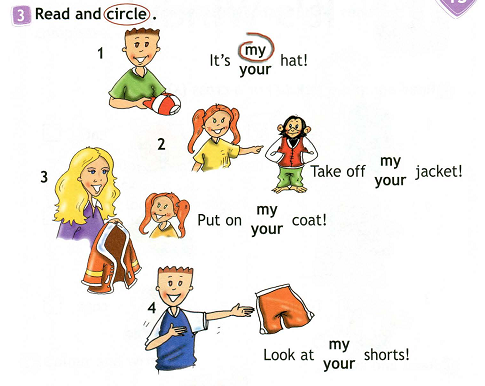 3 Read and circle.
1
It's my hat!
your
2
Take off my jacket!
your
3
Put on my coat!
your
4
Look at my shorts!
your